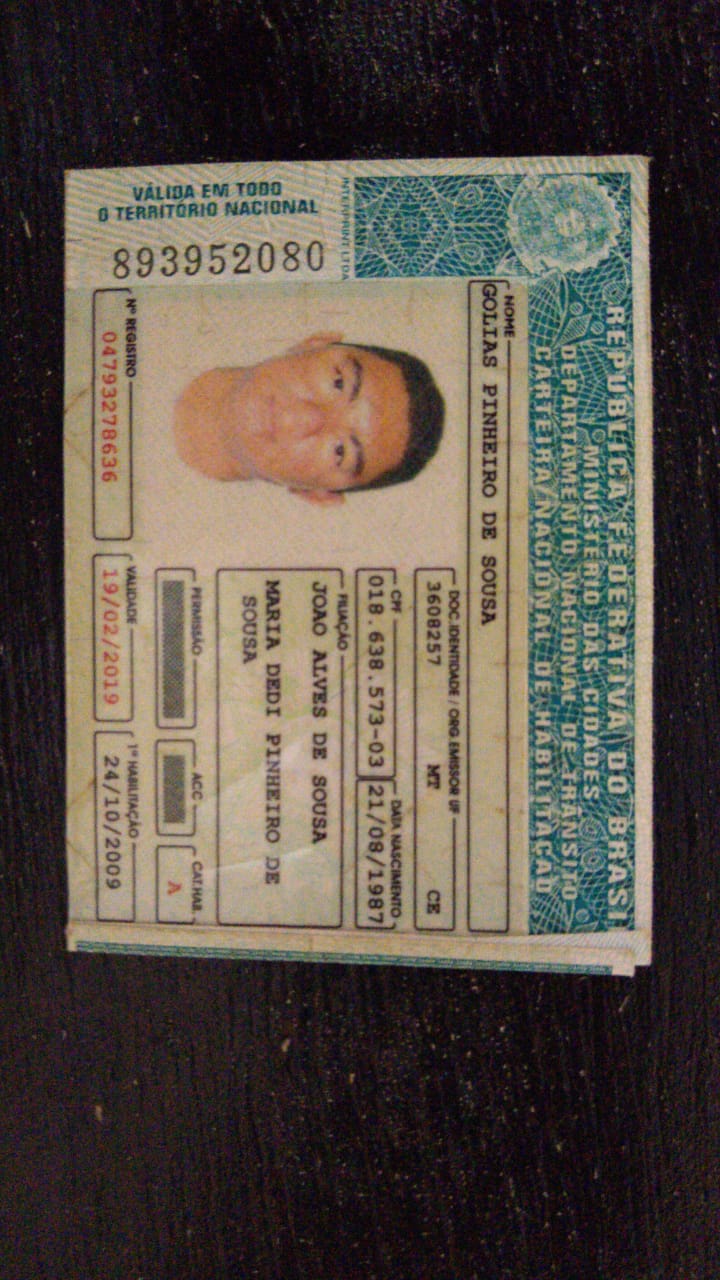 REPÚBLICA FEDERATIVA DO BRASI
MINISTÉRIO DAS CIDADES
DEPARTAMENTO NACIONAL DE TRÂNSITO
CARTEIRA NACIONAL DE HABILITAÇÃO
NOME
GOLIAS PINHEIRO DE SOUSA
DOC. IDENTIDADE / ORG EMISSOR UF
3608257 MT CE
CPF DATA NASCIMENTO
018.638.573-03 21/08/1987
FILIAÇÃO
JOAO ALVES DE SOUSA
MARIA DEDI PINHEIRO DE
SOUSA
PERMISSÃO ACC CAT.HAB.
A
Nº REGISTRO VALIDADE 1ª HABILITAÇÃO
04793278636 19/02/2019 24/10/2009
VÁLIDA EM TODO
O TERRITÓRIO NACIONAL
893952080
INTERPRINT LTDA